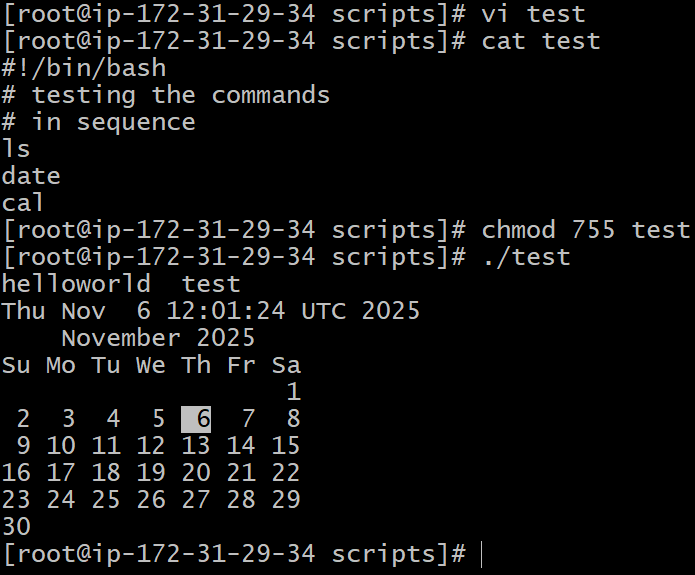 [root@ip-172-31-29-34 scripts]# vi test
[root@ip-172-31-29-34 scripts]# cat test
#!/bin/bash
# testing the commands
# in sequence
ls
date
cal
[root@ip-172-31-29-34 scripts]# chmod 755 test
[root@ip-172-31-29-34 scripts]# ./test
helloworld  test
Thu Nov  6 12:01:24 UTC 2025
    November 2025
Su Mo Tu We Th Fr Sa
                   1
 2  3  4  5  6  7  8
 9 10 11 12 13 14 15
16 17 18 19 20 21 22
23 24 25 26 27 28 29
30
[root@ip-172-31-29-34 scripts]#